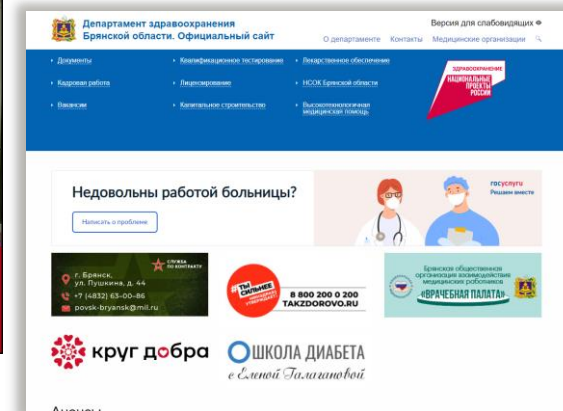 Департамент здравоохранения
Брянской области. Официальный сайт
Версия для слабовидящих
О департаменте Контакты Медицинские организации
Документы
Квалификационное тестирование
Лекарственное обеспечение
Кадровая работа
Лицензирование
НСОК Брянской области
Вакансии
Капитальное строительство
Высокотехнологичная
медицинская помощь
ЗДРАВООХРАНЕНИЕ
НАЦИОНАЛЬНЫЕ
ПРОЕКТЫ
РОССИИ
Недовольны работой больницы?
Написать о проблеме
госуслуги
Решаем вместе
СЛУЖБА
ПО КОНТРАКТУ
г. Брянск,
ул. Пушкина, д. 44
+7 (4832) 63-00-86
povsk-bryansk@mil.ru
#ТЫ
СИЛЬНЕЕ
8 800 200 0 200
TAKZDOROVO.RU
Брянская общественная
организация взаимодействия
медицинских работников
«ВРАЧЕБНАЯ ПАЛАТА»
круг добра
ШКОЛА ДИАБЕТА
с Еленой Галагановой